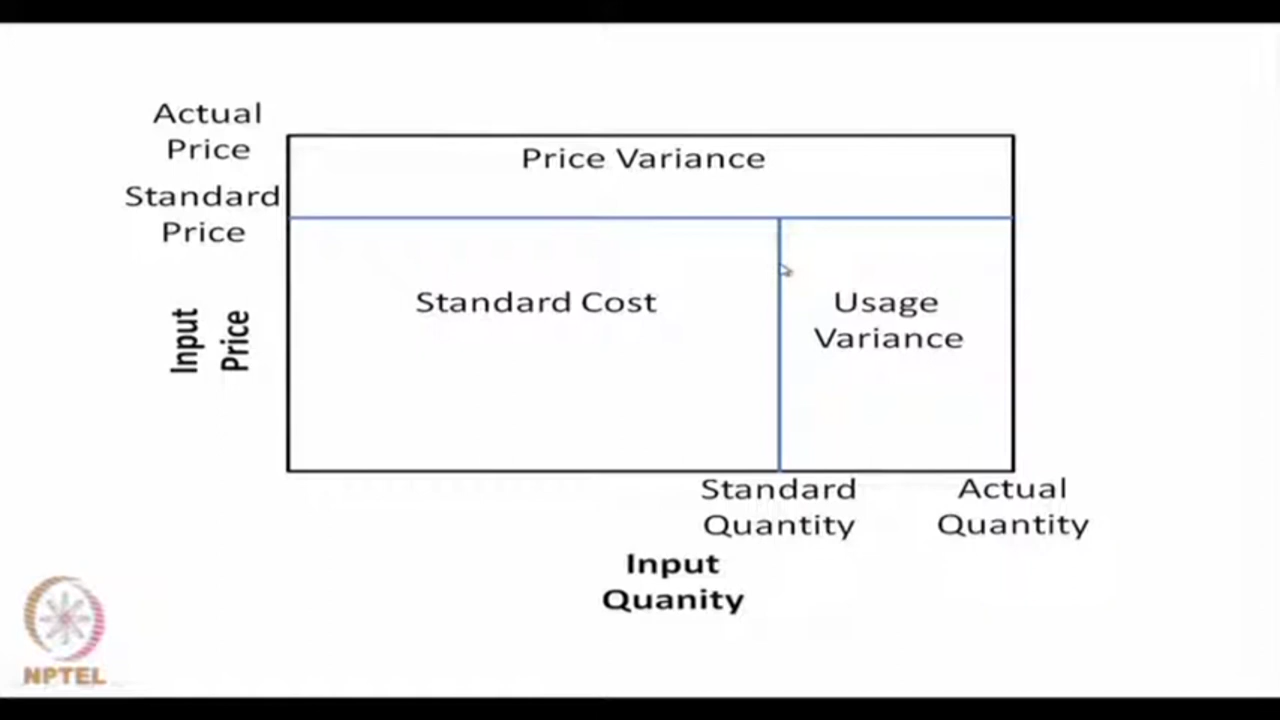 Actual
Price
Price Variance
Standard
Price
Input
Price
Standard Cost
Usage
Variance
Standard
Quantity
Actual
Quantity
Input
Quanity
NPTEL